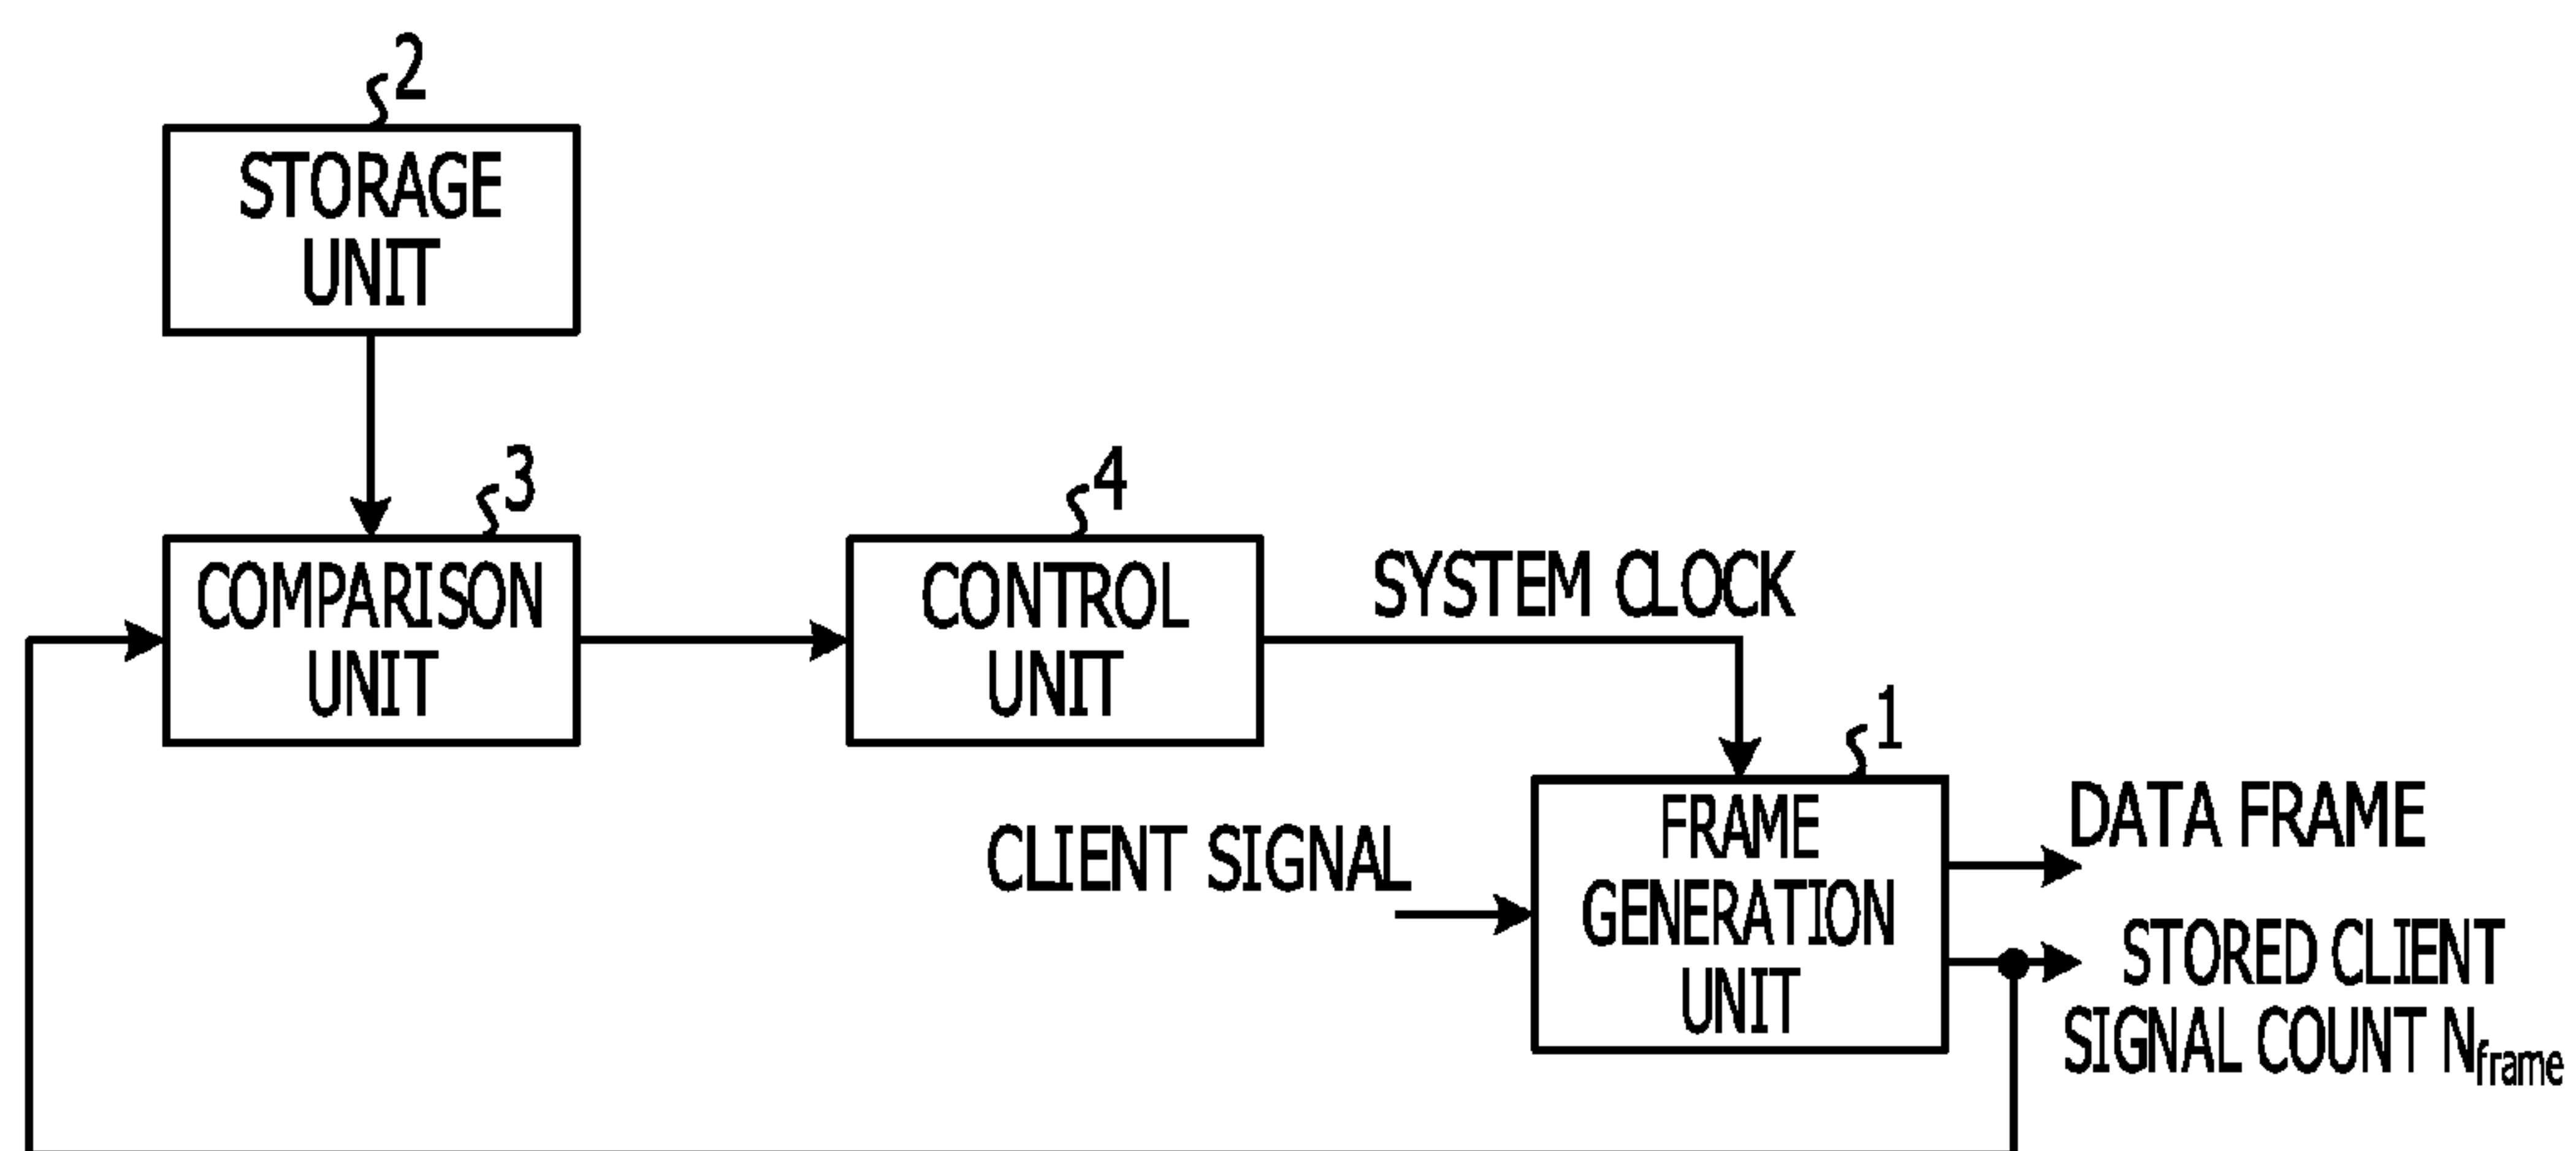 2
STORAGE
UNIT
3
COMPARISON
UNIT
4
CONTROL
UNIT
SYSTEM CLOCK
1
FRAME
GENERATION
UNIT
CLIENT SIGNAL
DATA FRAME
STORED CLIENT
SIGNAL COUNT Nframe